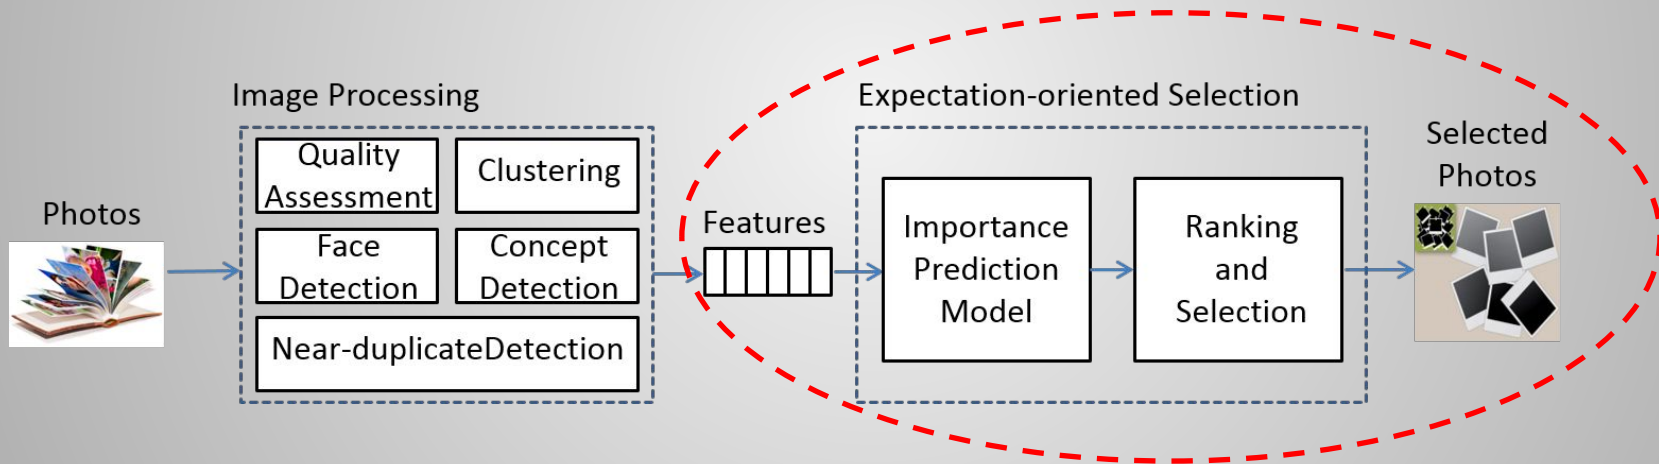 Photos
Image Processing
Quality
Assessment
Clustering
Face
Detection
Concept
Detection
Near-duplicateDetection
Features
Expectation-oriented Selection
Importance
Prediction
Model
Ranking
and
Selection
Selected
Photos